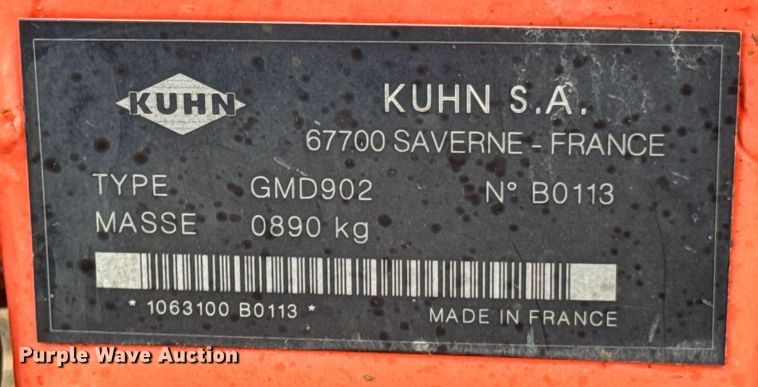 KUHN
KUHN S.A.
67700 SAVERNE - FRANCE
TYPE GMD902 N° B0113
MASSE 0890 kg
* 1063100 B0113 *
MADE IN FRANCE
Purple Wave Auction